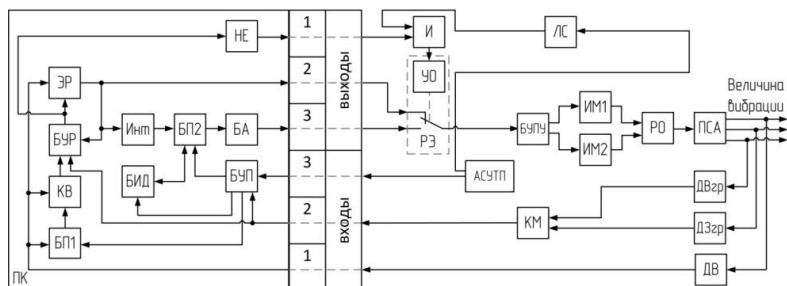 НЕ
ЭР
БУР
КВ
БП1
ПК
Инт
БП2
БА
БИД
БУП
1
2
3
3
2
1
ВЫХОДЫ
ВХОДЫ
И
УО
РЭ
ЛС
АСУТП
БУПУ
ИМ1
ИМ2
РО
ПСА
Величина
вибрации
КМ
ДВгр
ДЗгр
ДВ